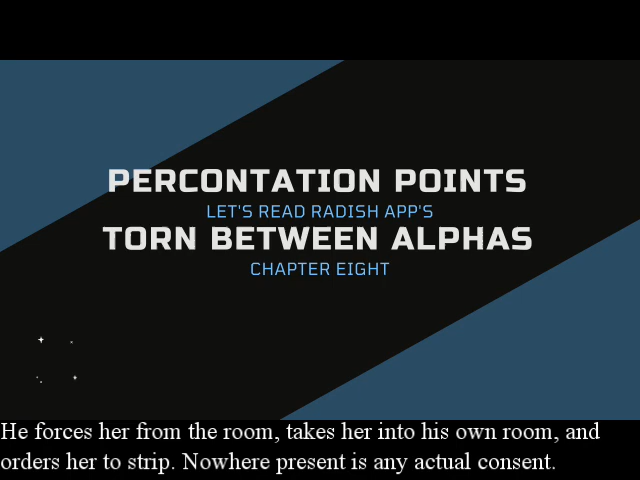 PERCONTATION POINTS
LET'S READ RADISH APP'S
TORN BETWEEN ALPHAS
CHAPTER EIGHT
He forces her from the room, takes her into his own room, and
orders her to strip. Nowhere present is any actual consent.